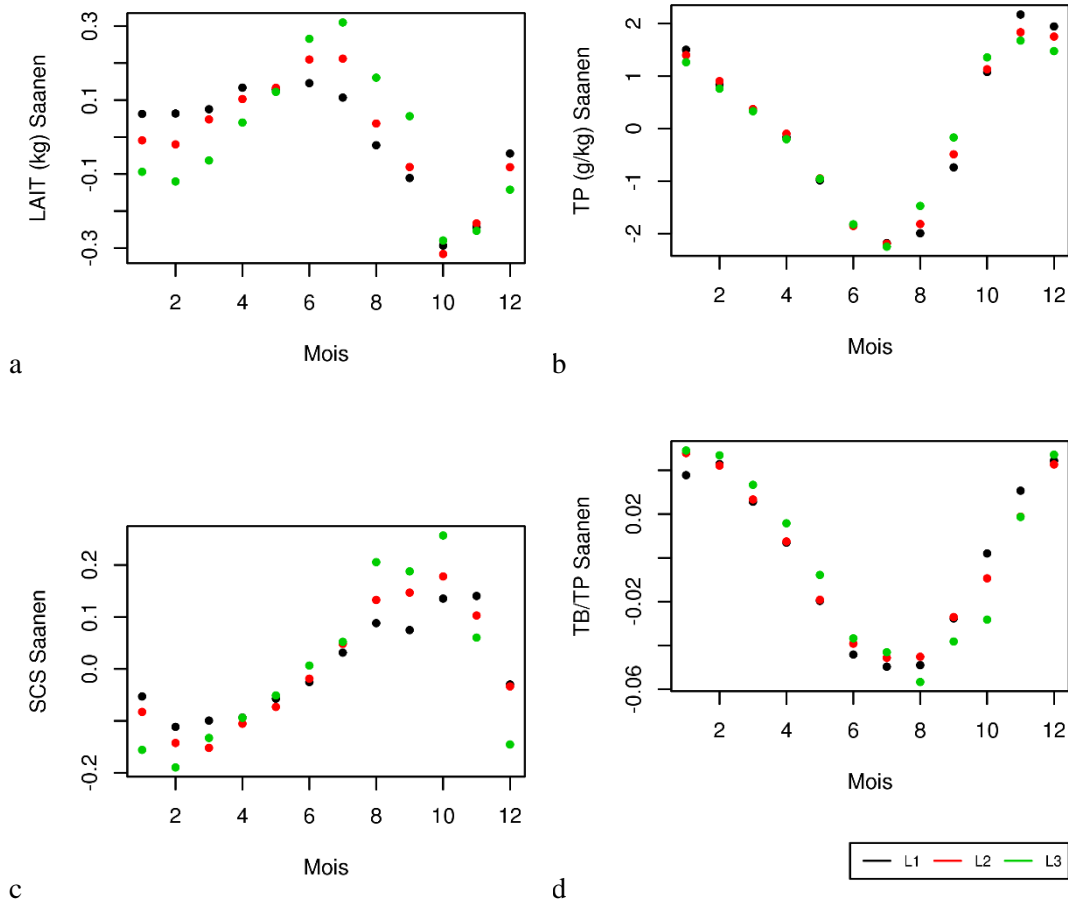 LAIT (kg) Saanen
0.3
0.1
-0.1
-0.3
2 4 6 8 10 12
Mois
a
TP (g/kg) Saanen
2
1
0
-1
-2
2 4 6 8 10 12
Mois
b
SCS Saanen
0.2
0.0
-0.2
2 4 6 8 10 12
Mois
c
TB/TP Saanen
0.02
-0.02
-0.06
2 4 6 8 10 12
Mois
L1 L2 L3
d